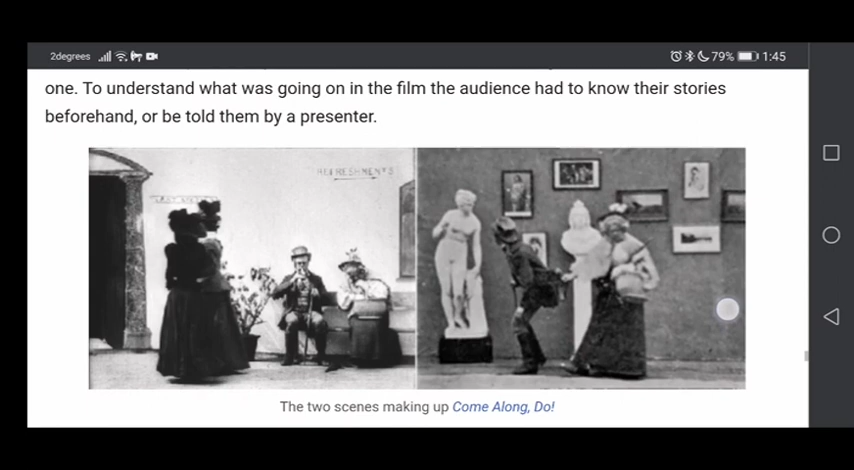 2degrees
79%
1:45
one. To understand what was going on in the film the audience had to know their stories
beforehand, or be told them by a presenter.
REFRESHMENTS
The two scenes making up Come Along, Do!